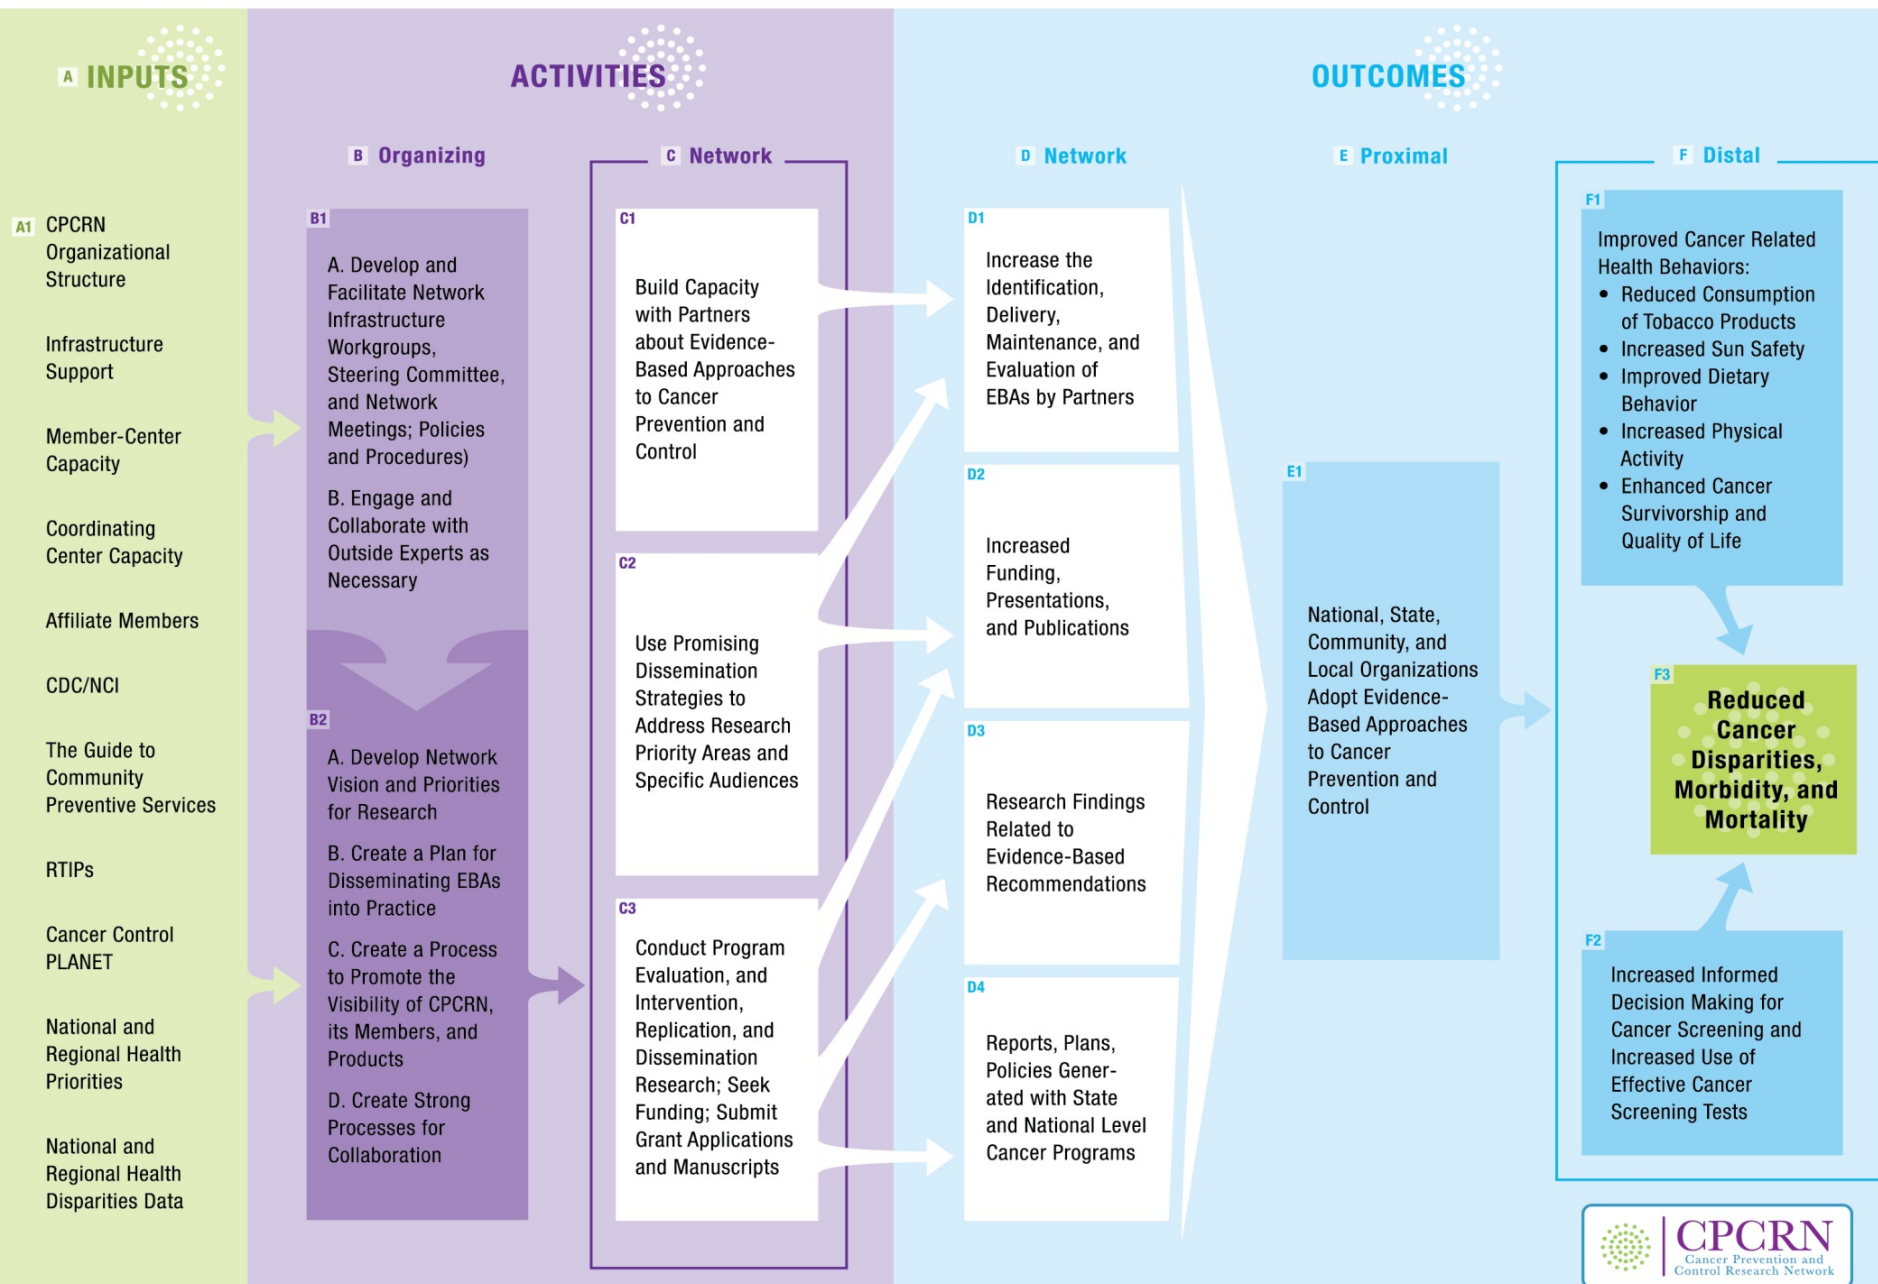 A INPUTS
ACTIVITIES
OUTCOMES
B Organizing
C Network
D Network
E Proximal
F Distal
A1 CPCRN
Organizational
Structure
Infrastructure
Support
Member-Center
Capacity
Coordinating
Center Capacity
Affiliate Members
CDC/NCI
The Guide to
Community
Preventive Services
RTIPs
Cancer Control
PLANET
National and
Regional Health
Priorities
National and
Regional Health
Disparities Data
B1
A. Develop and
Facilitate Network
Infrastructure
Workgroups,
Steering Committee,
and Network
Meetings; Policies
and Procedures)
B. Engage and
Collaborate with
Outside Experts as
Necessary
B2
A. Develop Network
Vision and Priorities
for Research
B. Create a Plan for
Disseminating EBAs
into Practice
C. Create a Process
to Promote the
Visibility of CPCRN,
its Members, and
Products
D. Create Strong
Processes for
Collaboration
C1
Build Capacity
with Partners
about Evidence-
Based Approaches
to Cancer
Prevention and
Control
C2
Use Promising
Dissemination
Strategies to
Address Research
Priority Areas and
Specific Audiences
C3
Conduct Program
Evaluation, and
Intervention,
Replication, and
Dissemination
Research; Seek
Funding; Submit
Grant Applications
and Manuscripts
D1
Increase the
Identification,
Delivery,
Maintenance, and
Evaluation of
EBAs by Partners
D2
Increased
Funding,
Presentations,
and Publications
D3
Research Findings
Related to
Evidence-Based
Recommendations
D4
Reports, Plans,
Policies Gener-
ated with State
and National Level
Cancer Programs
E1
National, State,
Community, and
Local Organizations
Adopt Evidence-
Based Approaches
to Cancer
Prevention and
Control
F1
Improved Cancer Related
Health Behaviors:
• Reduced Consumption
of Tobacco Products
• Increased Sun Safety
• Improved Dietary
Behavior
• Increased Physical
Activity
• Enhanced Cancer
Survivorship and
Quality of Life
F3
Reduced
Cancer
Disparities,
Morbidity, and
Mortality
F2
Increased Informed
Decision Making for
Cancer Screening and
Increased Use of
Effective Cancer
Screening Tests
CPCRN
Cancer Prevention and
Control Research Network